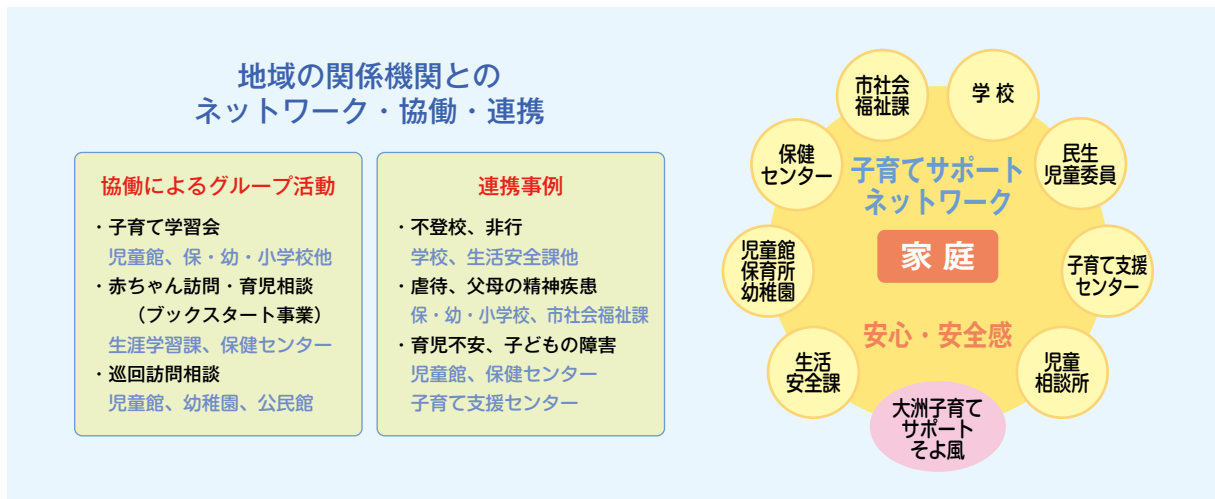 地域の関係機関との
ネットワーク・協働・連携
協働によるグループ活動
・子育て学習会
児童館、保・幼・小学校他
・赤ちゃん訪問・育児相談
（ブックスタート事業）
生涯学習課、保健センター
・巡回訪問相談
児童館、幼稚園、公民館
連携事例
・不登校、非行
学校、生活安全課他
・虐待、父母の精神疾患
保・幼・小学校、市社会福祉課
・育児不安、子どもの障害
児童館、保健センター
子育て支援センター
子育てサポート
ネットワーク
家庭
安心・安全感
市社会
福祉課
学校
民生
児童委員
子育て支援
センター
児童
相談所
大洲子育て
サポート
そよ風
生活
安全課
児童館
保育所
幼稚園
保健
センター